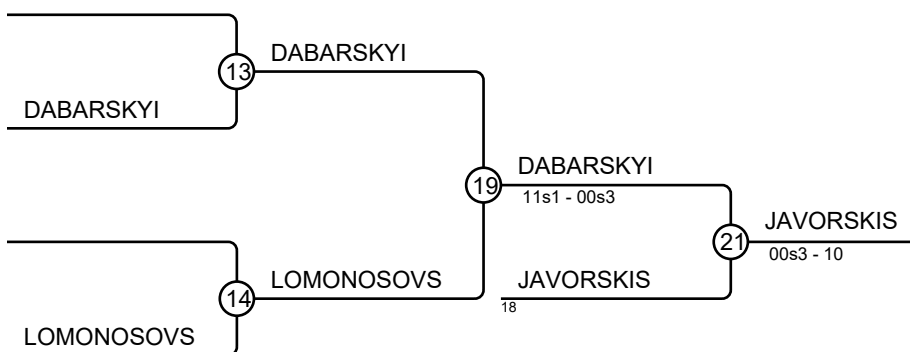 DABARSKYI
13
DABARSKYI
DABARSKYI
19
11s1 - 00s3
JAVORSKIS
21
00s3 - 10
LOMONOSOVS
JAVORSKIS
14
18
LOMONOSOVS